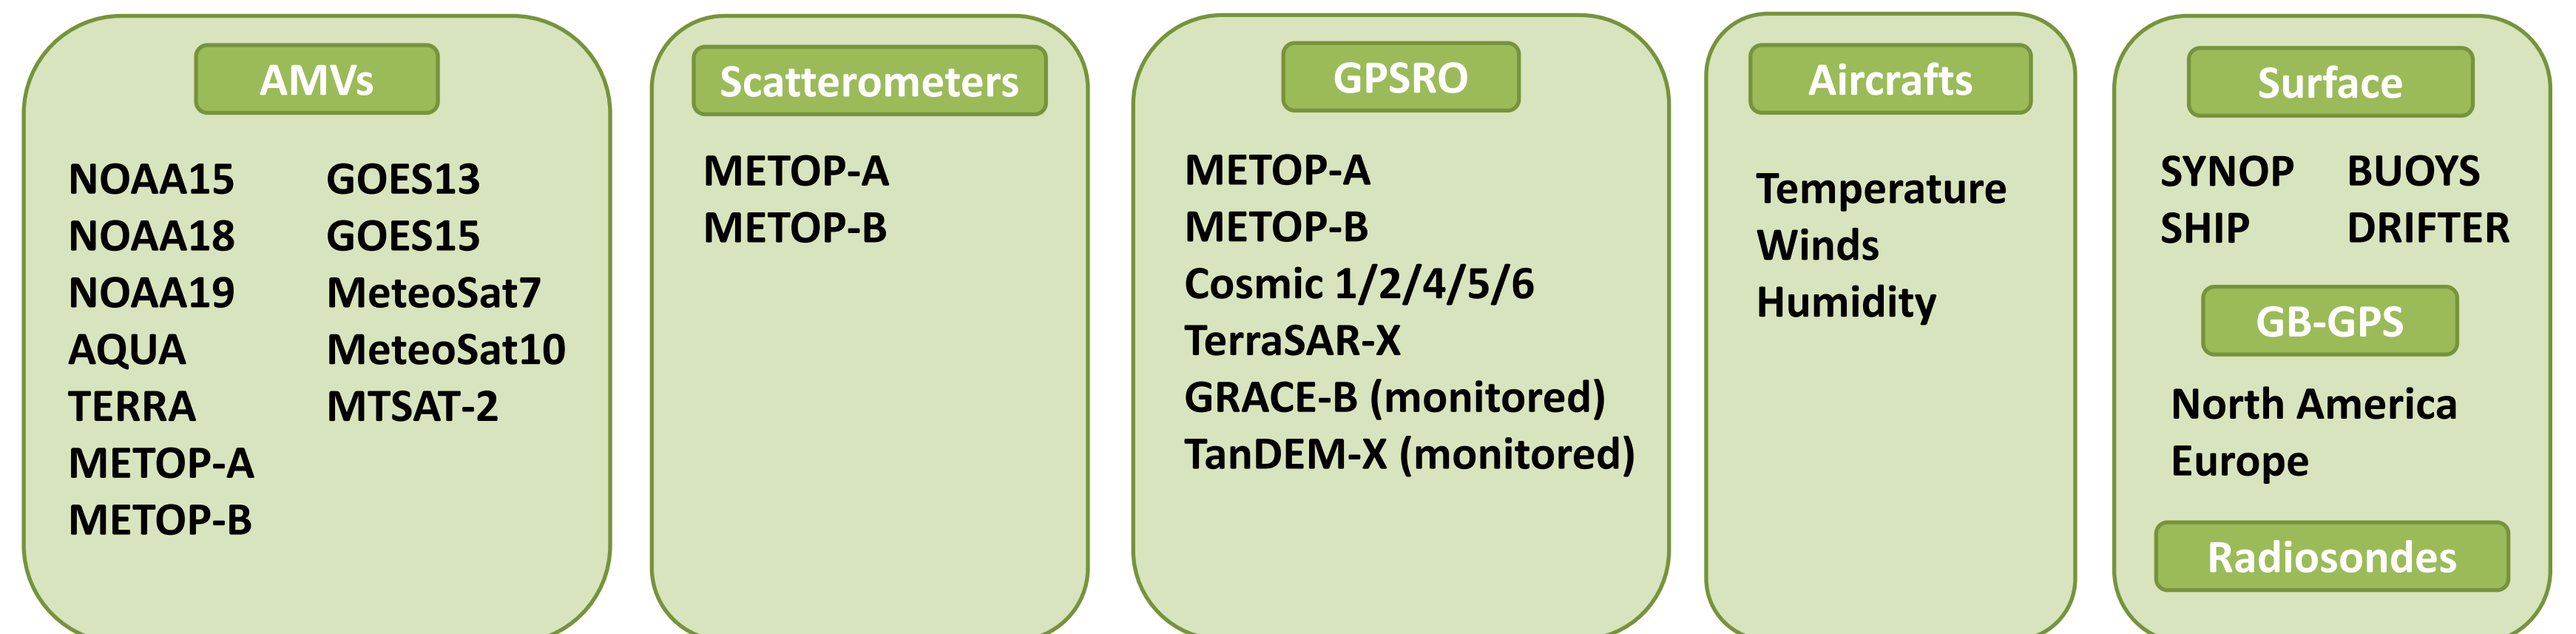 AMVs
NOAA15
NOAA18
NOAA19
AQUA
TERRA
METOP-A
METOP-B
GOES13
GOES15
MeteoSat7
MeteoSat10
MTSAT-2
Scatterometers
METOP-A
METOP-B
GPSRO
METOP-A
METOP-B
Cosmic 1/2/4/5/6
TerraSAR-X
GRACE-B (monitored)
TanDEM-X (monitored)
Aircrafts
Temperature
Winds
Humidity
Surface
SYNOP BUOYS
SHIP DRIFTER
GB-GPS
North America
Europe
Radiosondes